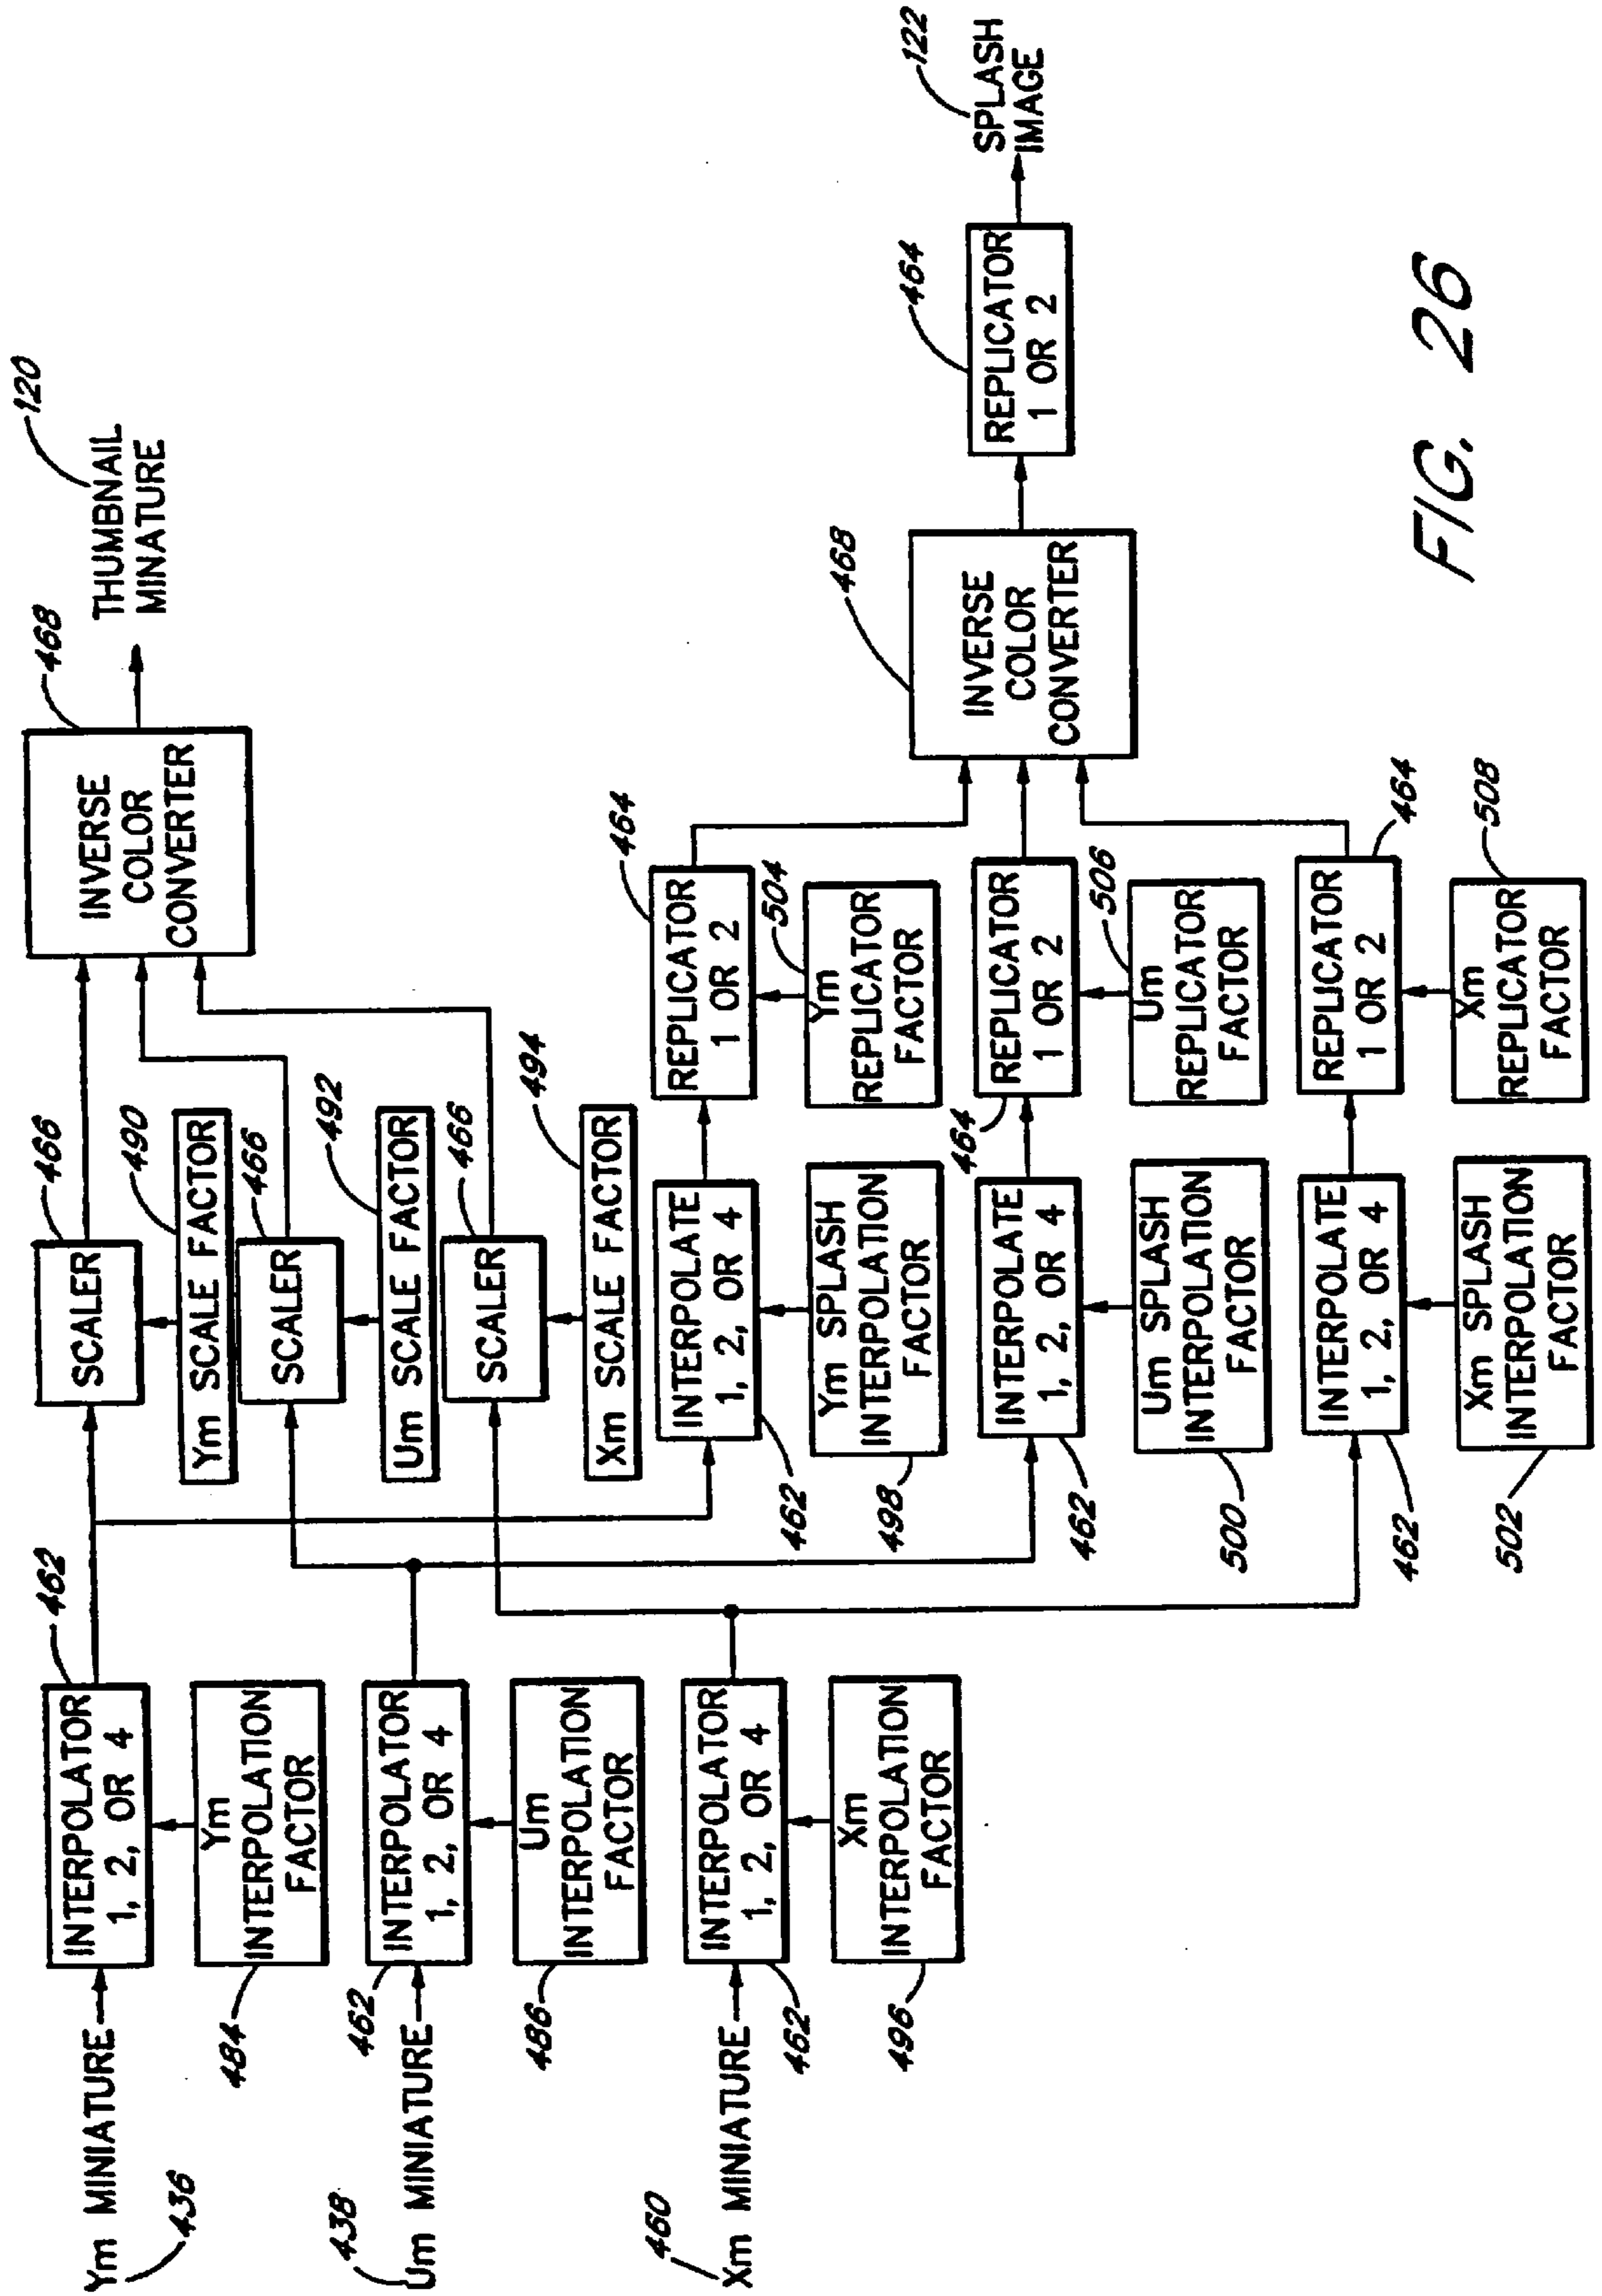 Ym MINIATURE
436
INTERPOLATOR
1, 2, OR 4
462
Ym
INTERPOLATION
FACTOR
484
Um MINIATURE
438
INTERPOLATOR
1, 2, OR 4
462
Um
INTERPOLATION
FACTOR
486
Xm MINIATURE
460
INTERPOLATOR
1, 2, OR 4
462
Xm
INTERPOLATION
FACTOR
496
SCALER
466
Ym SCALE FACTOR
490
SCALER
466
Um SCALE FACTOR
492
SCALER
466
Xm SCALE FACTOR
494
INVERSE
COLOR
CONVERTER
468
THUMBNAIL
MINATURE
120
INTERPOLATE
1, 2, OR 4
462
Ym SPLASH
INTERPOLATION
FACTOR
498
REPLICATOR
1 OR 2
464
Ym
REPLICATOR
FACTOR
504
INTERPOLATE
1, 2, OR 4
462
Um SPLASH
INTERPOLATION
FACTOR
500
REPLICATOR
1 OR 2
464
Um
REPLICATOR
FACTOR
506
INTERPOLATE
1, 2, OR 4
462
Xm SPLASH
INTERPOLATION
FACTOR
502
REPLICATOR
1 OR 2
464
Xm
REPLICATOR
FACTOR
508
INVERSE
COLOR
CONVERTER
468
REPLICATOR
1 OR 2
464
SPLASH
IMAGE
122
FIG. 26